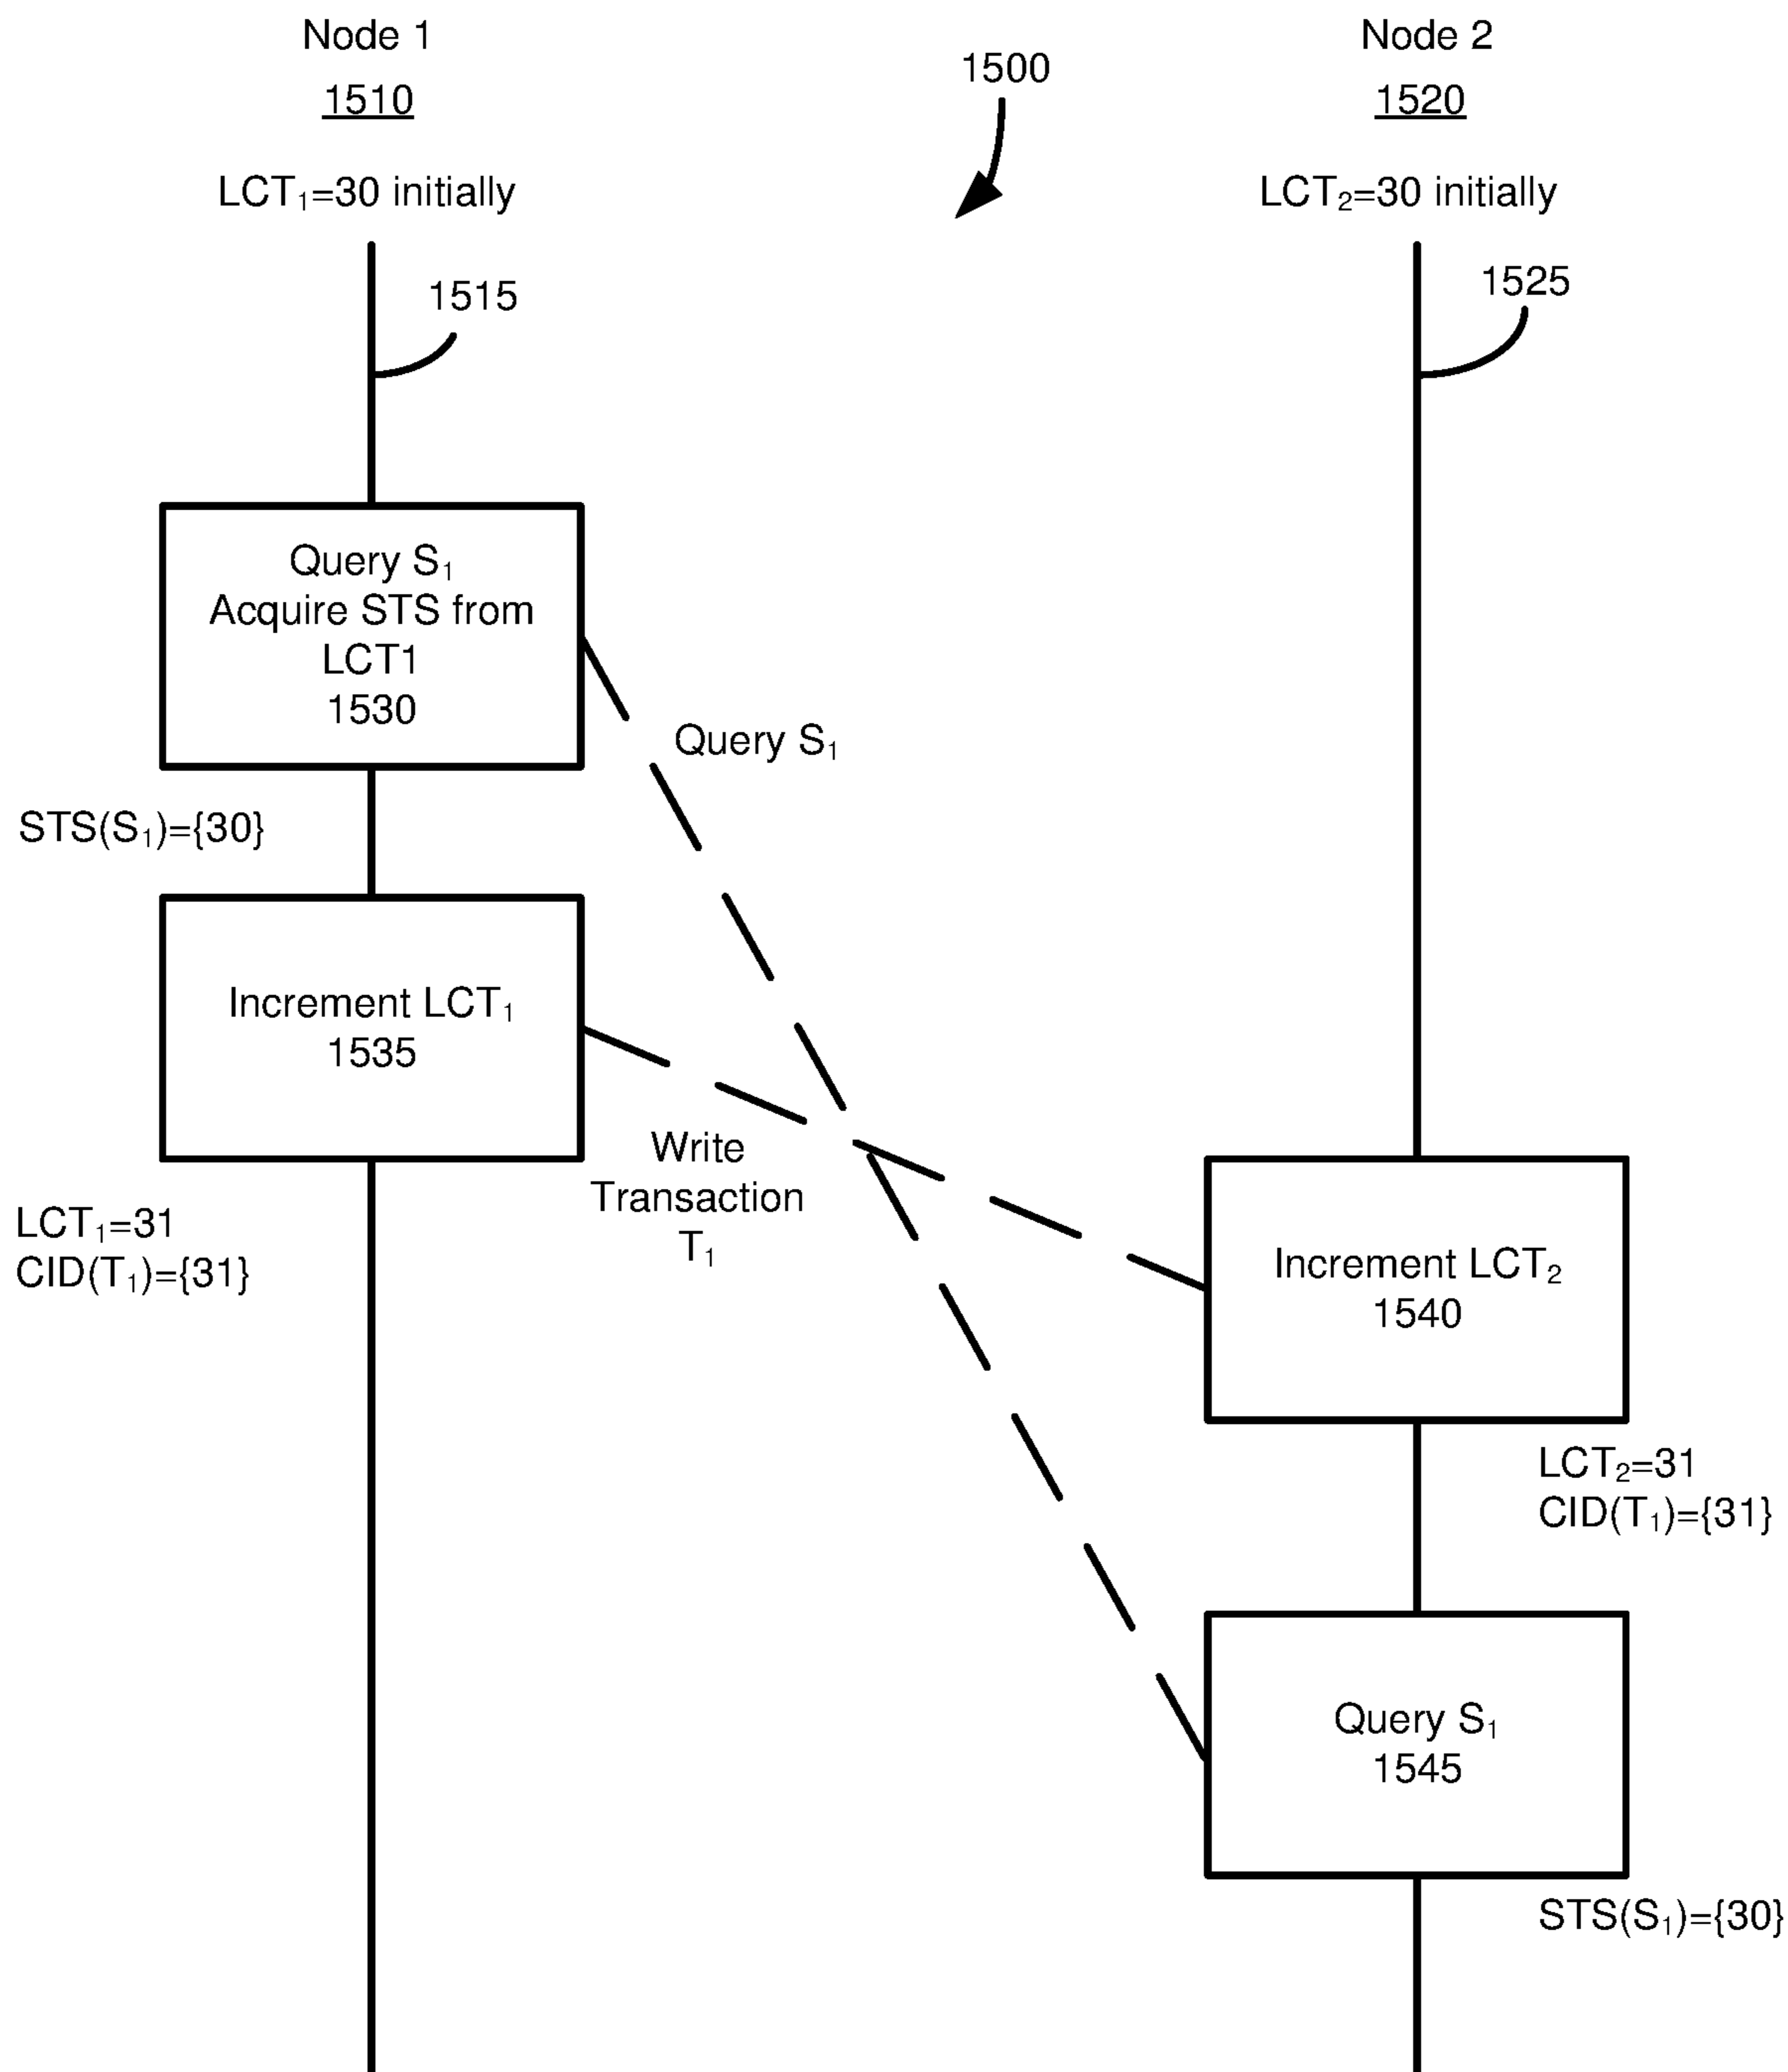 Node 1
1510
LCT₁=30 initially
1515
1500
Node 2
1520
LCT₂=30 initially
1525
Query S₁
Acquire STS from
LCT1
1530
Query S₁
STS(S₁)={30}
Increment LCT₁
1535
Write
Transaction
T₁
LCT₁=31
CID(T₁)={31}
Increment LCT₂
1540
LCT₂=31
CID(T₁)={31}
Query S₁
1545
STS(S₁)={30}